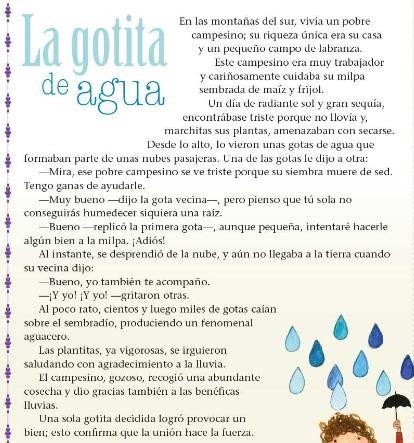 La gotita
de agua
En las montañas del sur, vivía un pobre
campesino; su riqueza única era su casa
y un pequeño campo de labranza.
Este campesino era muy trabajador
y cariñosamente cuidaba su milpa
sembrada de maíz y frijol.
Un día de radiante sol y gran sequía,
encontrábase triste porque no llovía y,
marchitas sus plantas, amenazaban con secarse.
Desde lo alto, lo vieron unas gotas de agua que
formaban parte de unas nubes pasajeras. Una de las gotas le dijo a otra:
—Mira, ese pobre campesino se ve triste porque su siembra muere de sed.
Tengo ganas de ayudarle.
—Muy bueno —dijo la gota vecina—, pero pienso que tú sola no
conseguirás humedecer siquiera una raíz.
—Bueno —replicó la primera gota—, aunque pequeña, intentaré hacerle
algún bien a la milpa. ¡Adiós!
Al instante, se desprendió de la nube, y aún no llegaba a la tierra cuando
su vecina dijo:
—Bueno, yo también te acompaño.
—¡Y yo! ¡Y yo! —gritaron otras.
Al poco rato, cientos y luego miles de gotas caían
sobre el sembradío, produciendo un fenomenal
aguacero.
Las plantitas, ya vigorosas, se irguieron
saludando con agradecimiento a la lluvia.
El campesino, gozoso, recogió una abundante
cosecha y dio gracias también a las benéficas
lluvias.
Una sola gotita decidida logró provocar un
bien; esto confirma que la unión hace la fuerza.